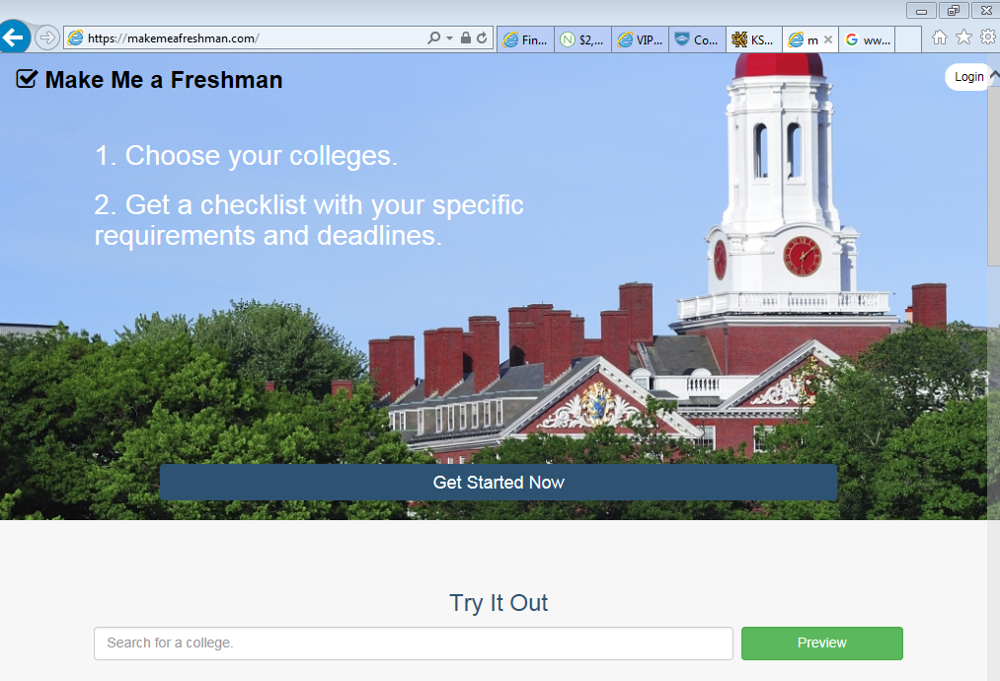 https://makemeafreshman.com/
Fin...
$2,...
VIP...
Co...
KS...
m
ww...
Make Me a Freshman
Login
1. Choose your colleges.
2. Get a checklist with your specific
requirements and deadlines.
Get Started Now
Try It Out
Search for a college.
Preview